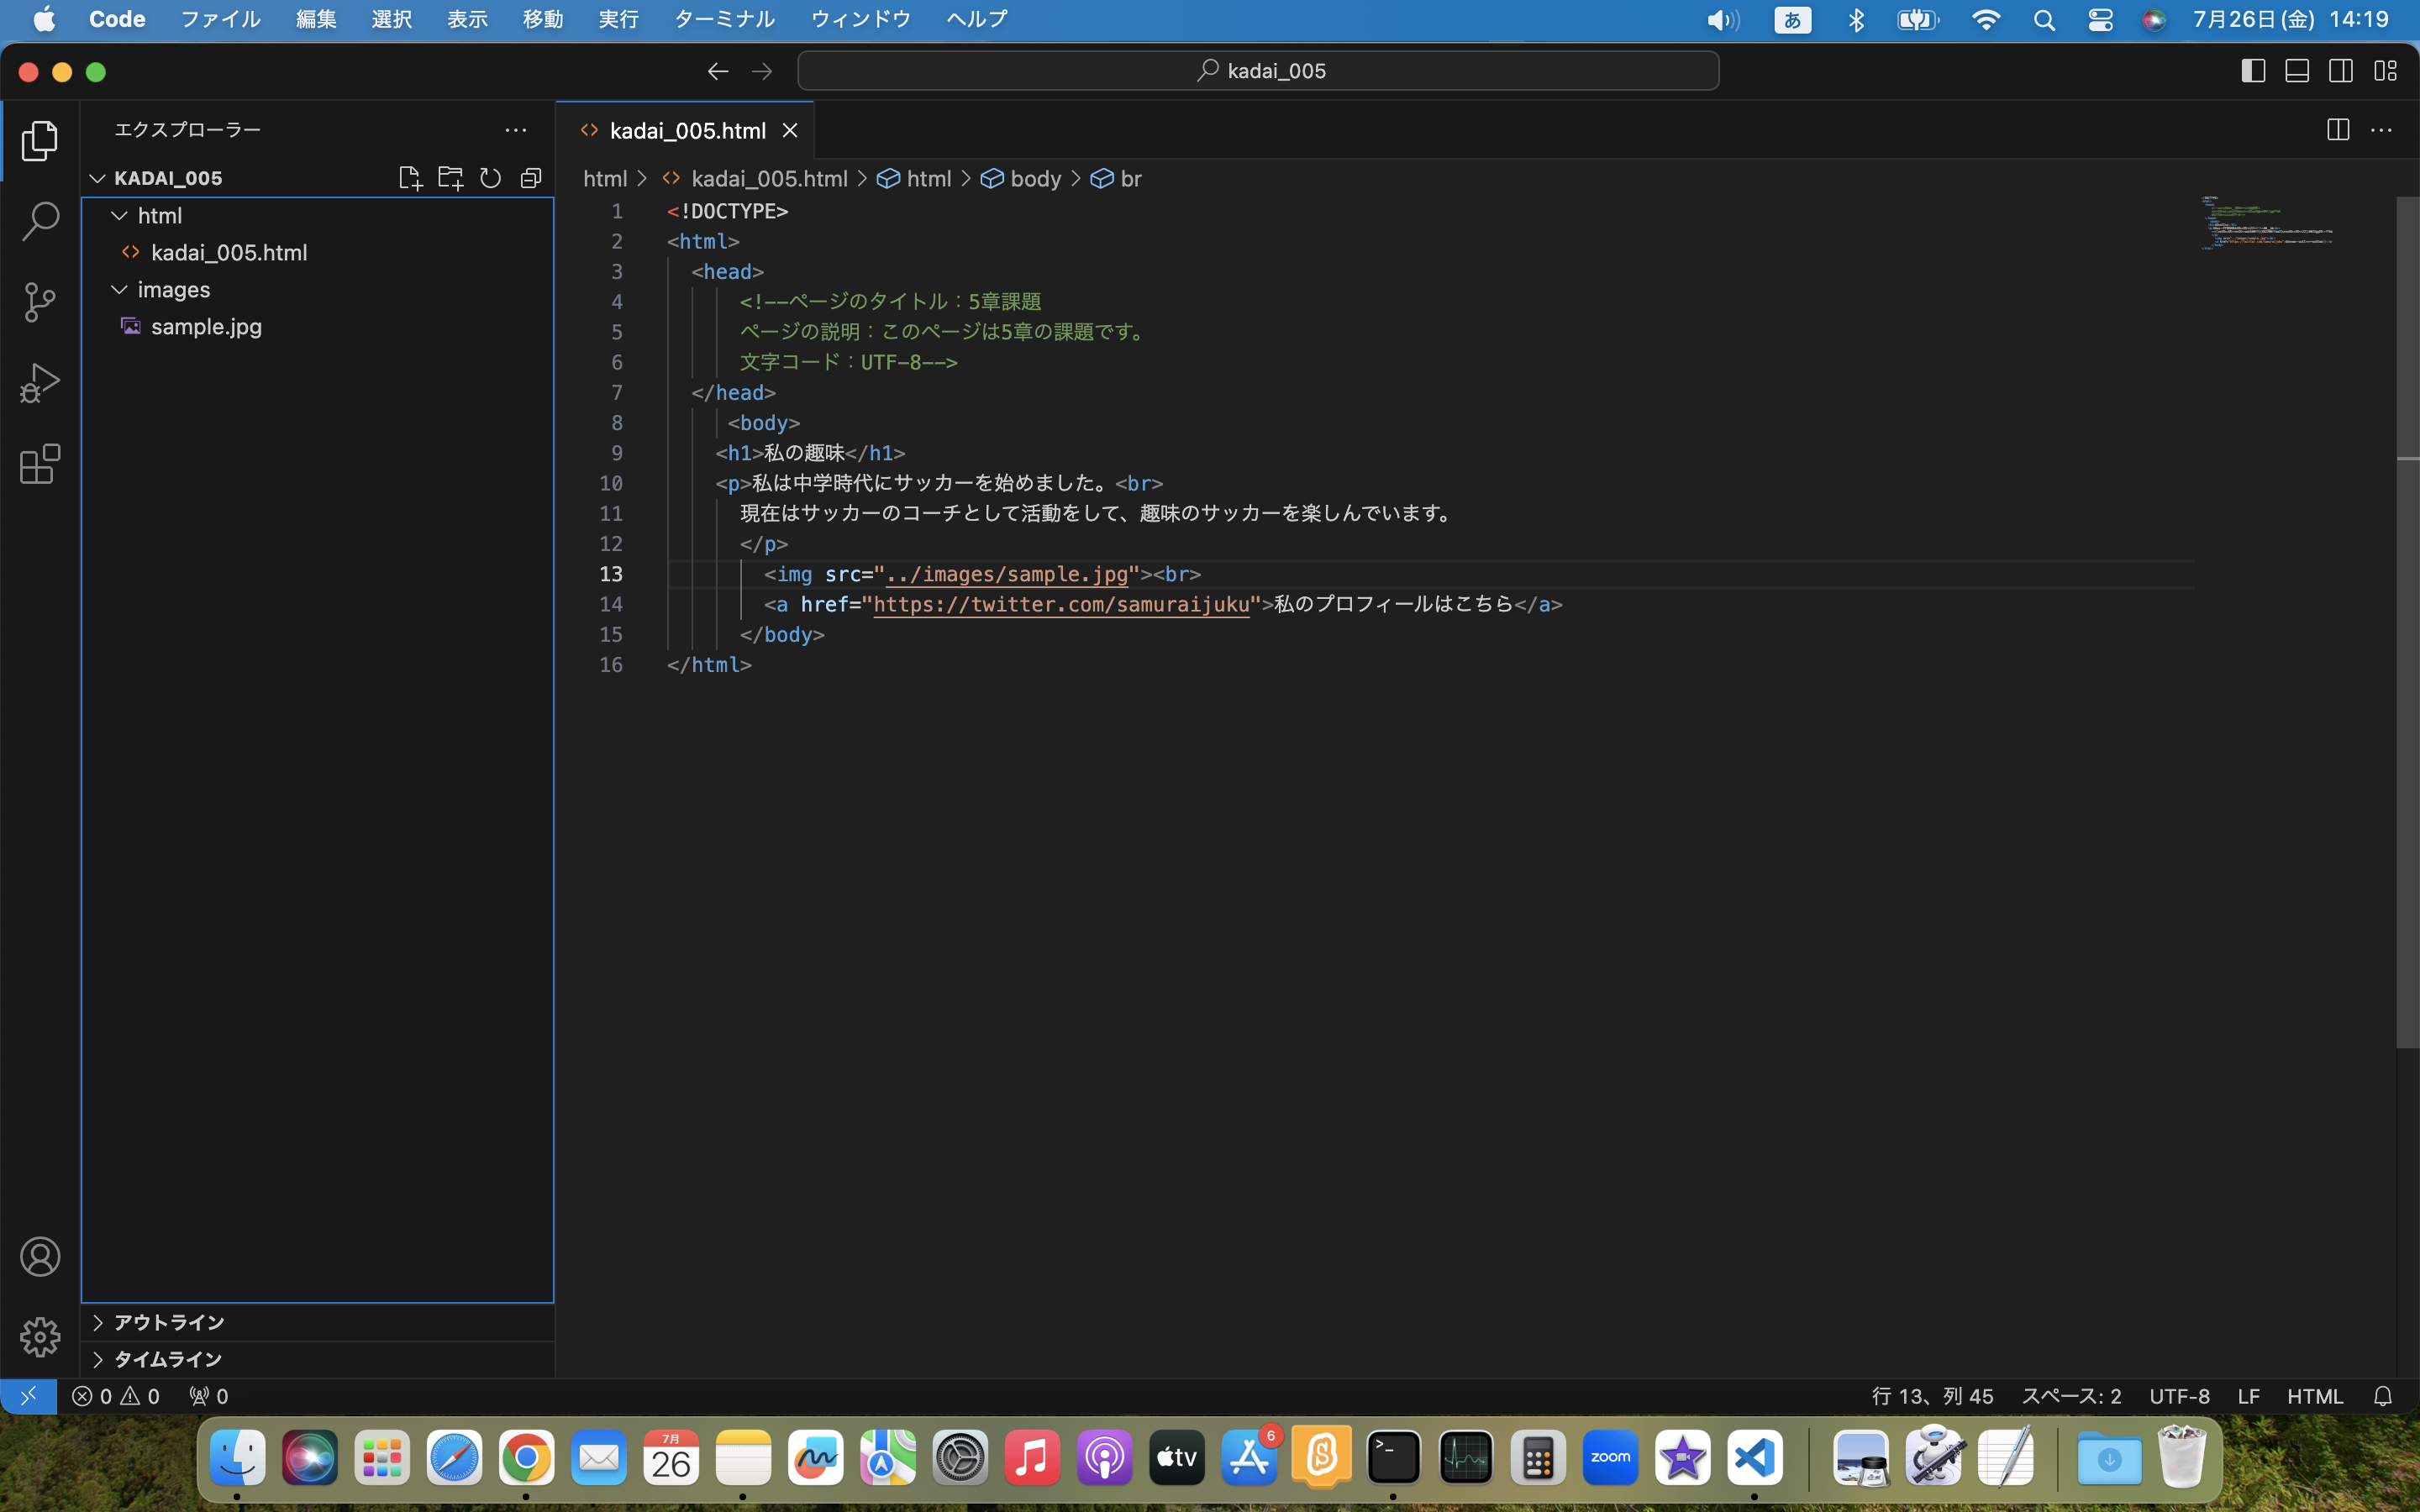 Code ファイル 編集 選択 表示 移動 実行 ターミナル ウィンドウ ヘルプ あ 7月26日(金) 14:19
kadai_005
エクスプローラー
KADAI_005
html
kadai_005.html
images
sample.jpg
アウトライン
タイムライン
kadai_005.html
html > kadai_005.html > html > body > br
1 <!DOCTYPE>
2 <html>
3 <head>
4 <!--ページのタイトル：5章課題
5 ページの説明：このページは5章の課題です。
6 文字コード：UTF-8-->
7 </head>
8 <body>
9 <h1>私の趣味</h1>
10 <p>私は中学時代にサッカーを始めました。<br>
11 現在はサッカーのコーチとして活動をして、趣味のサッカーを楽しんでいます。
12 </p>
13 <img src="../images/sample.jpg"><br>
14 <a href="https://twitter.com/samuraijuku">私のプロフィールはこちら</a>
15 </body>
16 </html>
0 0 0 行 13、列 45 スペース: 2 UTF-8 LF HTML
7月
26
tv
6
zoom